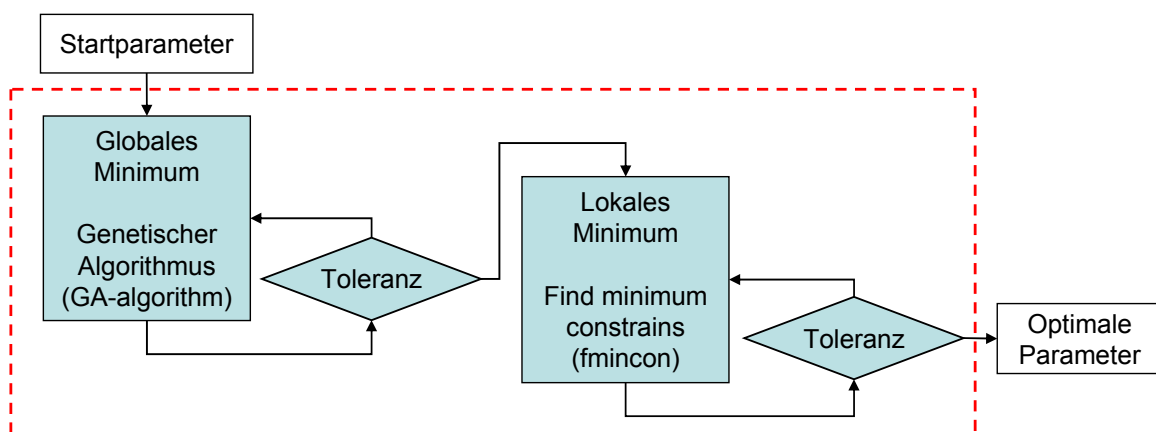 Startparameter
Globales
Minimum
Genetischer
Algorithmus
(GA-algorithm)
Toleranz
Lokales
Minimum
Find minimum
constrains
(fmincon)
Toleranz
Optimale
Parameter